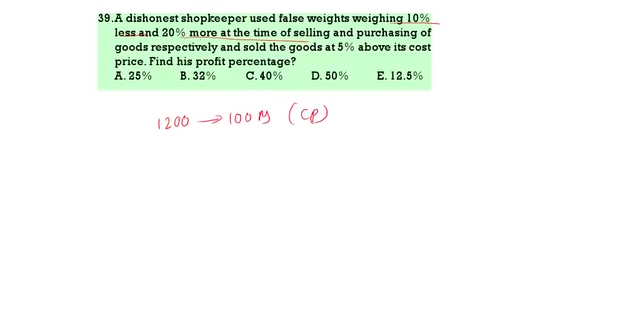 39.A dishonest shopkeeper used false weights weighing 10%
less and 20% more at the time of selling and purchasing of
goods respectively and sold the goods at 5% above its cost
price. Find his profit percentage?
A. 25% B. 32% C. 40% D. 50% E. 12.5%
1200 → 100 (CP)